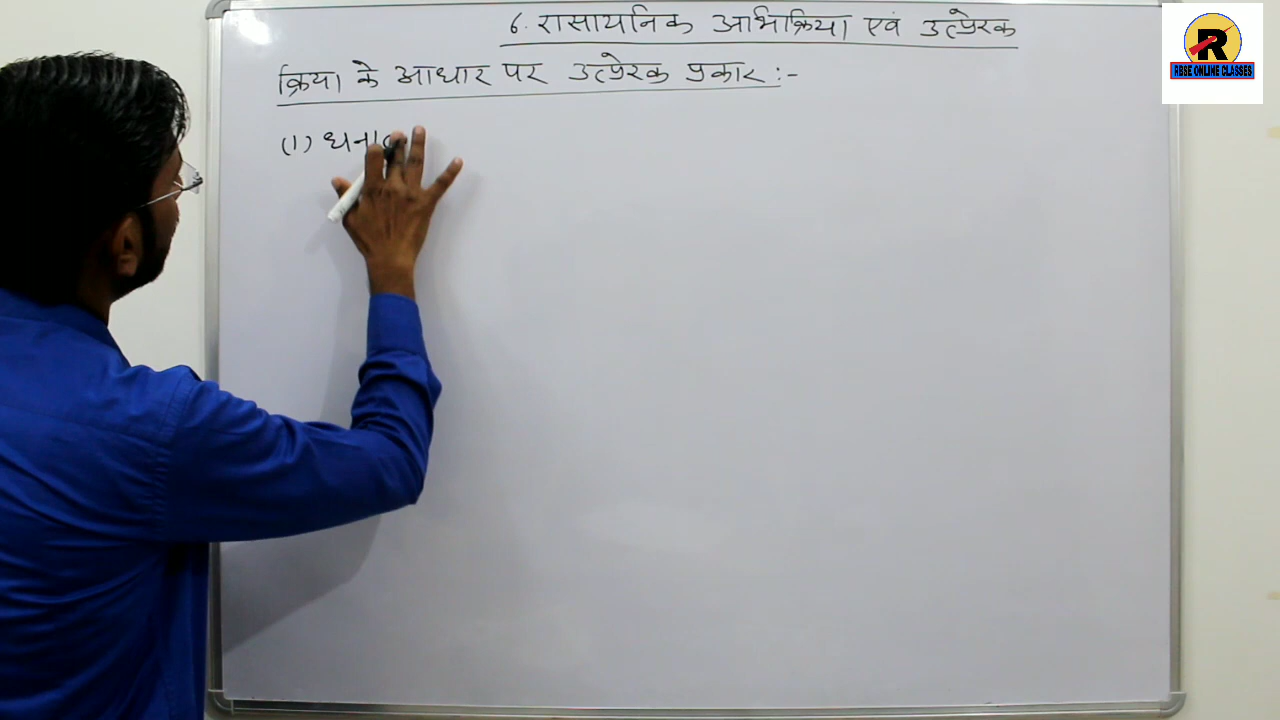 6. रासायनिक अभिक्रिया एवं उत्प्रेरक
क्रिया के आधार पर उत्प्रेरक प्रकार :-
(1) धना
R
RBSE ONLINE CLASSES